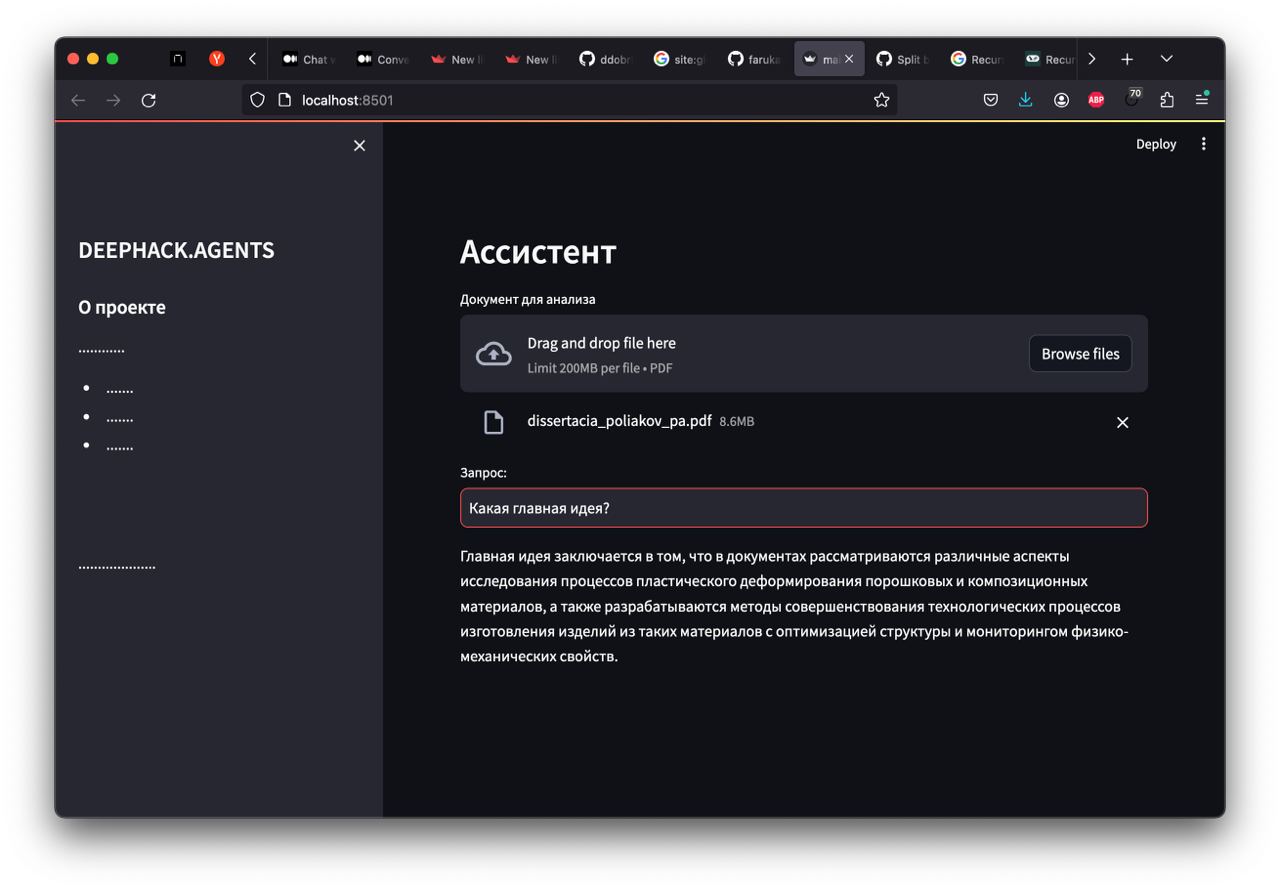 Chat
Conve
New li
New li
ddobr
site:g
faruka
mai
Split b
Recur
Recur
localhost:8501
ABP
70
Deploy
DEEPHACK.AGENTS
О проекте
............
• .......
• .......
• .......
....................
Ассистент
Документ для анализа
Drag and drop file here
Limit 200MB per file • PDF
Browse files
dissertacia_poliakov_pa.pdf 8.6MB
Запрос:
Какая главная идея?
Главная идея заключается в том, что в документах рассматриваются различные аспекты
исследования процессов пластического деформирования порошковых и композиционных
материалов, а также разрабатываются методы совершенствования технологических процессов
изготовления изделий из таких материалов с оптимизацией структуры и мониторингом физико-
механических свойств.